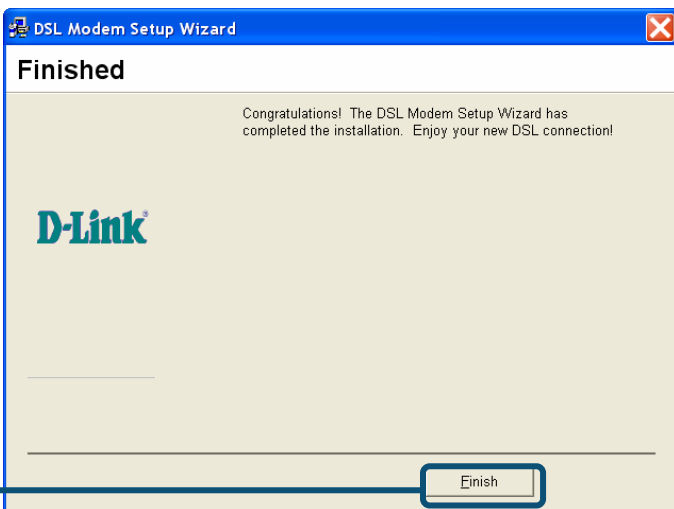 DSL Modem Setup Wizard
Finished
Congratulations! The DSL Modem Setup Wizard has
completed the installation. Enjoy your new DSL connection!
D-Link®
Finish